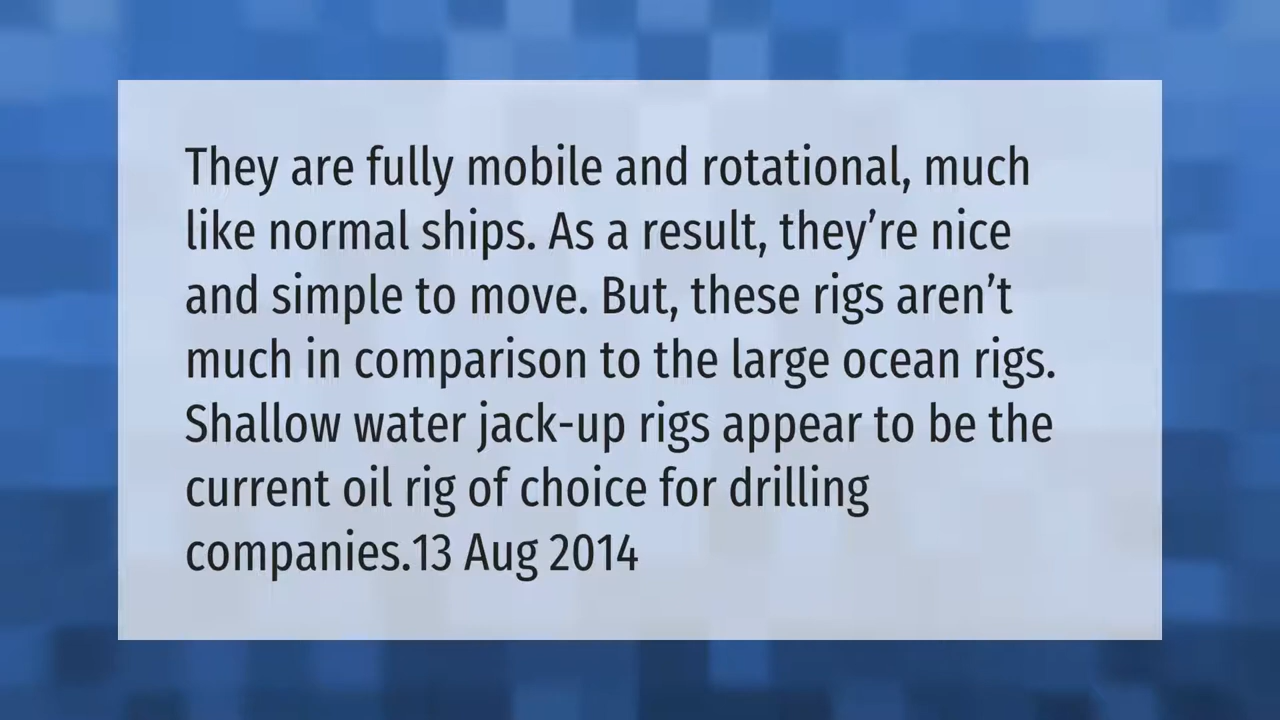 They are fully mobile and rotational, much
like normal ships. As a result, they’re nice
and simple to move. But, these rigs aren’t
much in comparison to the large ocean rigs.
Shallow water jack-up rigs appear to be the
current oil rig of choice for drilling
companies.13 Aug 2014